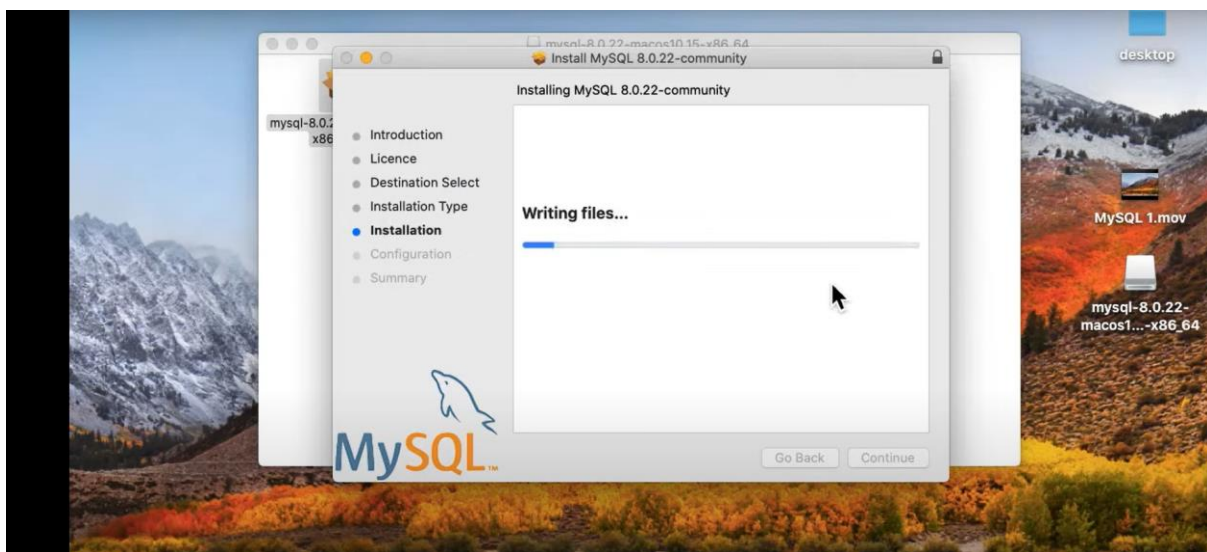 mysql-8.0.22-macos10.15-x86_64
Install MySQL 8.0.22-community
Installing MySQL 8.0.22-community
mysql-8.0.2
x86
Introduction
Licence
Destination Select
Installation Type
Installation
Configuration
Summary
Writing files...
MySQL™
Go Back
Continue
desktop
MySQL 1.mov
mysql-8.0.22-
macos1...-x86_64